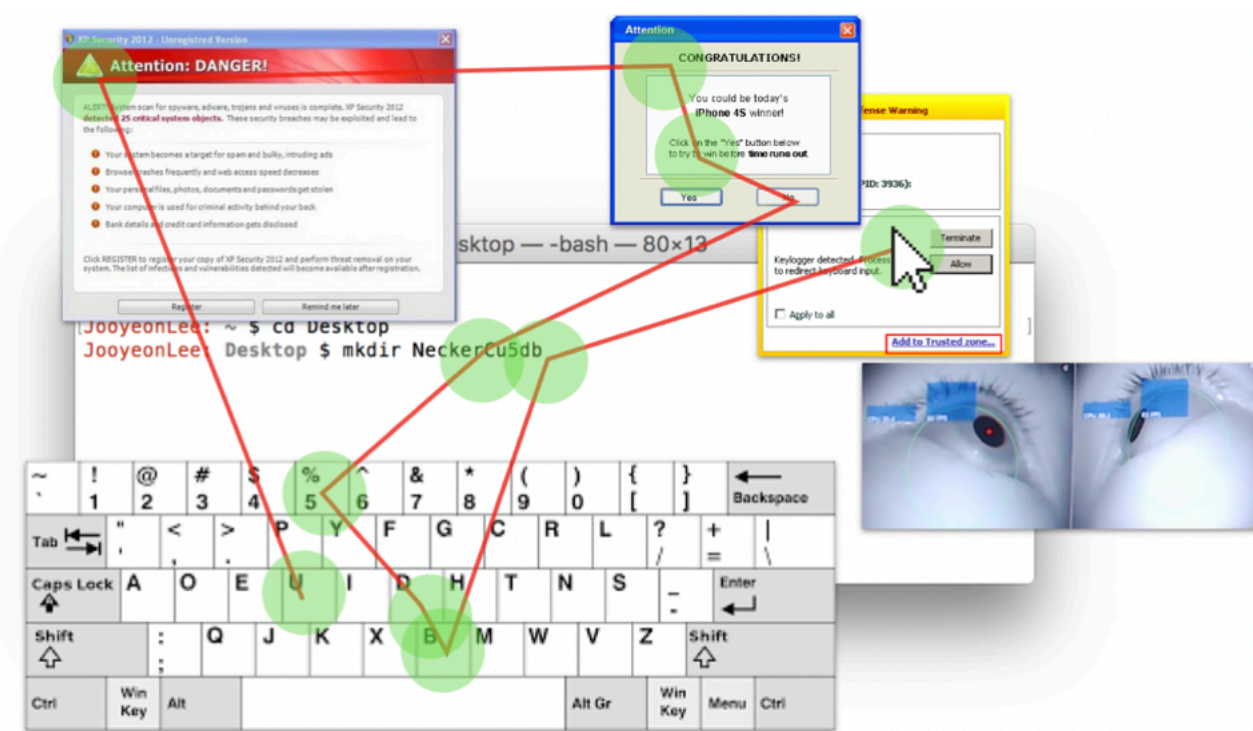 XP Security 2012 - Unregistred Version
Attention: DANGER!
ALERT! System scan for spyware, adware, trojans and viruses is complete. XP Security 2012
detected 25 critical system objects. These security breaches may be exploited and lead to
the following:
Your system becomes a target for spam and bulky, intruding ads
Browser crashes frequently and web access speed decreases
Your personal files, photos, documents and passwords get stolen
Your computer is used for criminal activity behind your back
Bank details and credit card information gets disclosed
Click REGISTER to register your copy of XP Security 2012 and perform threat removal on your
system. The list of infections and vulnerabilities detected will become available after registration.
Register Remind me later
Attention
CONGRATULATIONS!
You could be today's
iPhone 4S winner!
Click on the "Yes" button below
to try to win before time runs out.
Yes No
ense Warning
PID: 3936):
Terminate
Keylogger detected. Process
Allow
to redirect keyboard input.
Apply to all
Add to Trusted zone...
sktop — -bash — 80×13
[JooyeonLee: ~ $ cd Desktop ]
JooyeonLee: Desktop $ mkdir NeckerCu5db
~ ! @ # $ % ^ & * ( ) { }
` 1 2 3 4 5 6 7 8 9 0 [ ] Backspace
Tab " < > P Y F G C R L ? + |
' , . / = \
Caps Lock A O E U I D H T N S _ Enter
-
Shift : Q J K X B M W V Z Shift
;
Ctrl Win Key Alt Alt Gr Win Key Menu Ctrl